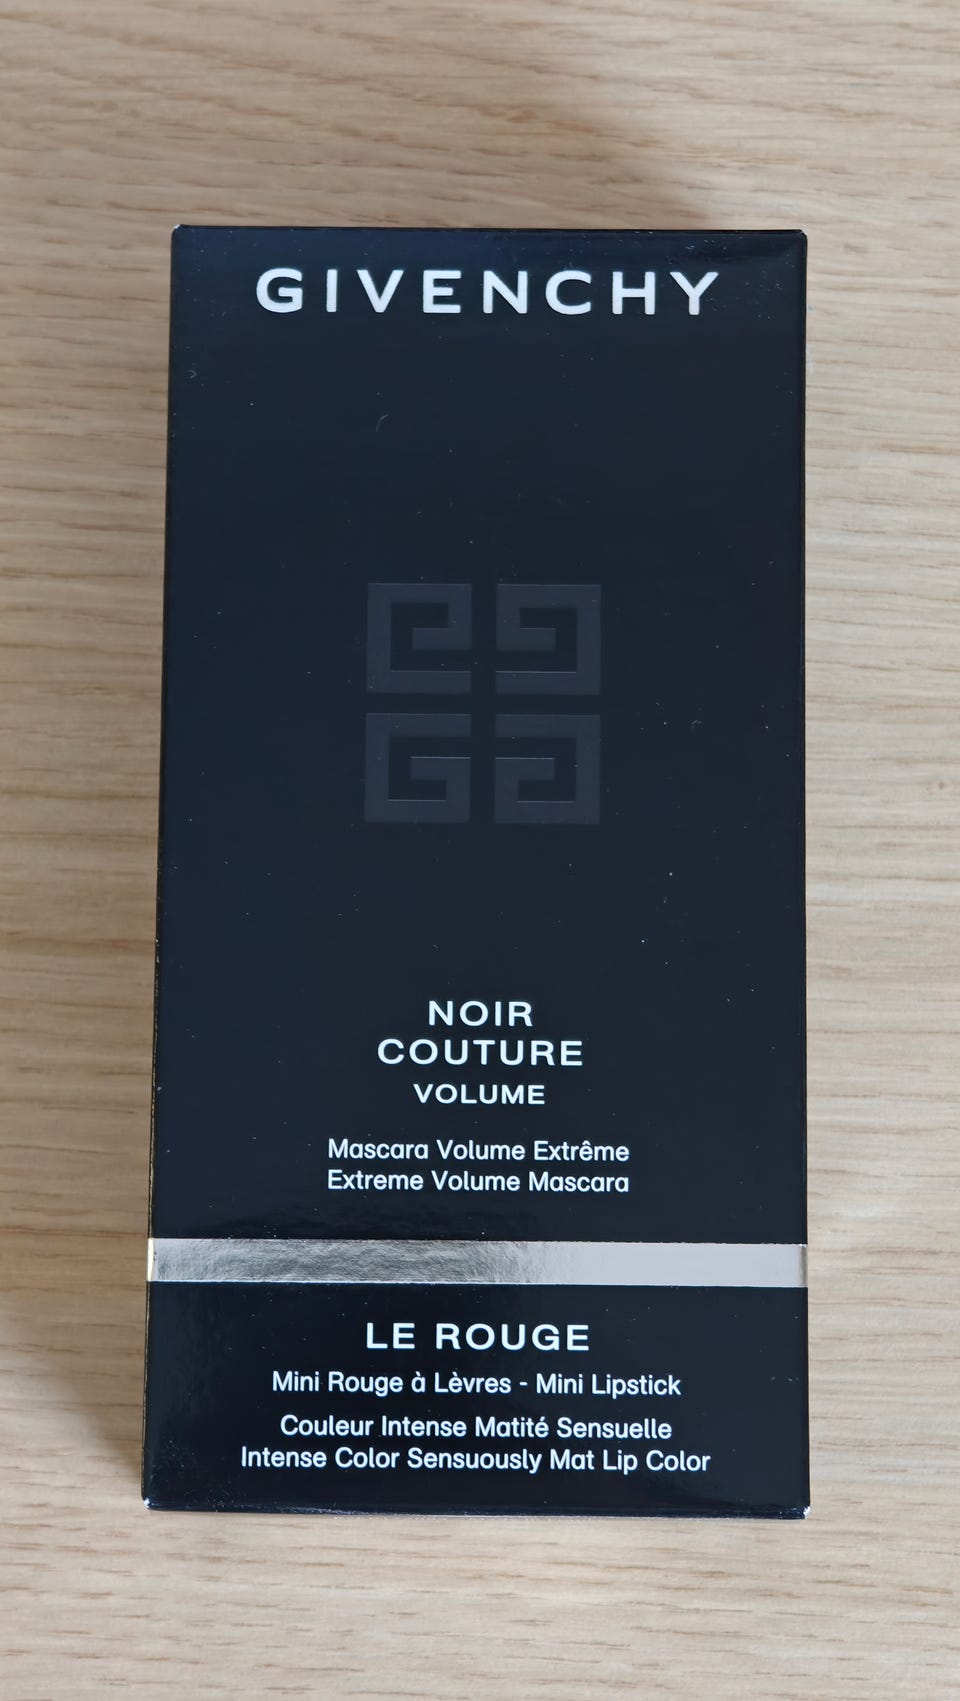 GIVENCHY
NOIR
COUTURE
VOLUME
Mascara Volume Extrême
Extreme Volume Mascara
LE ROUGE
Mini Rouge à Lèvres - Mini Lipstick
Couleur Intense Matité Sensuelle
Intense Color Sensuously Mat Lip Color